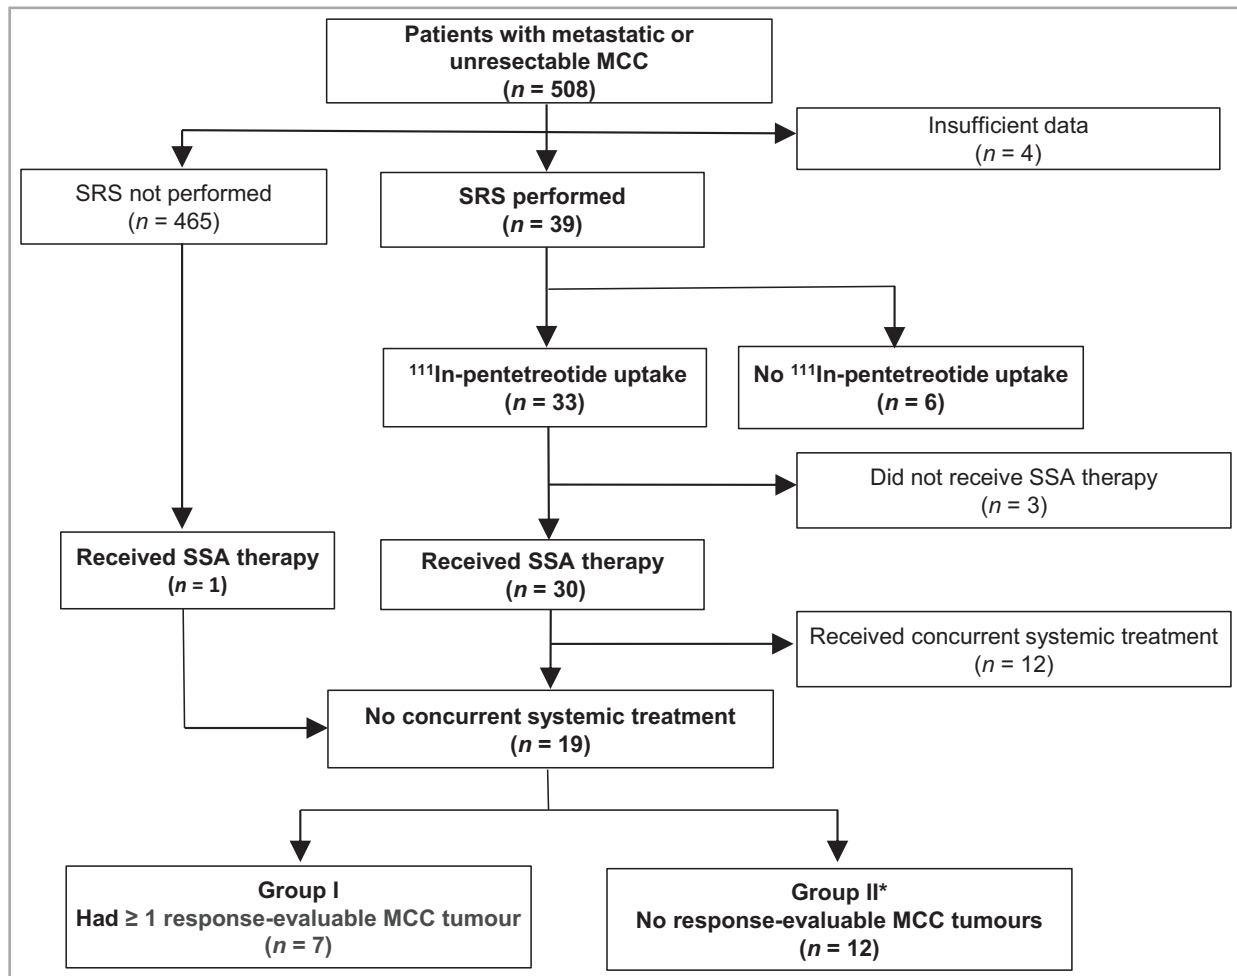 Patients with metastatic or
unresectable MCC
(n = 508)
Insufficient data
(n = 4)
SRS not performed
(n = 465)
SRS performed
(n = 39)
¹¹¹In-pentetreotide uptake
(n = 33)
No ¹¹¹In-pentetreotide uptake
(n = 6)
Did not receive SSA therapy
(n = 3)
Received SSA therapy
(n = 1)
Received SSA therapy
(n = 30)
Received concurrent systemic treatment
(n = 12)
No concurrent systemic treatment
(n = 19)
Group I
Had ≥ 1 response-evaluable MCC tumour
(n = 7)
Group II*
No response-evaluable MCC tumours
(n = 12)